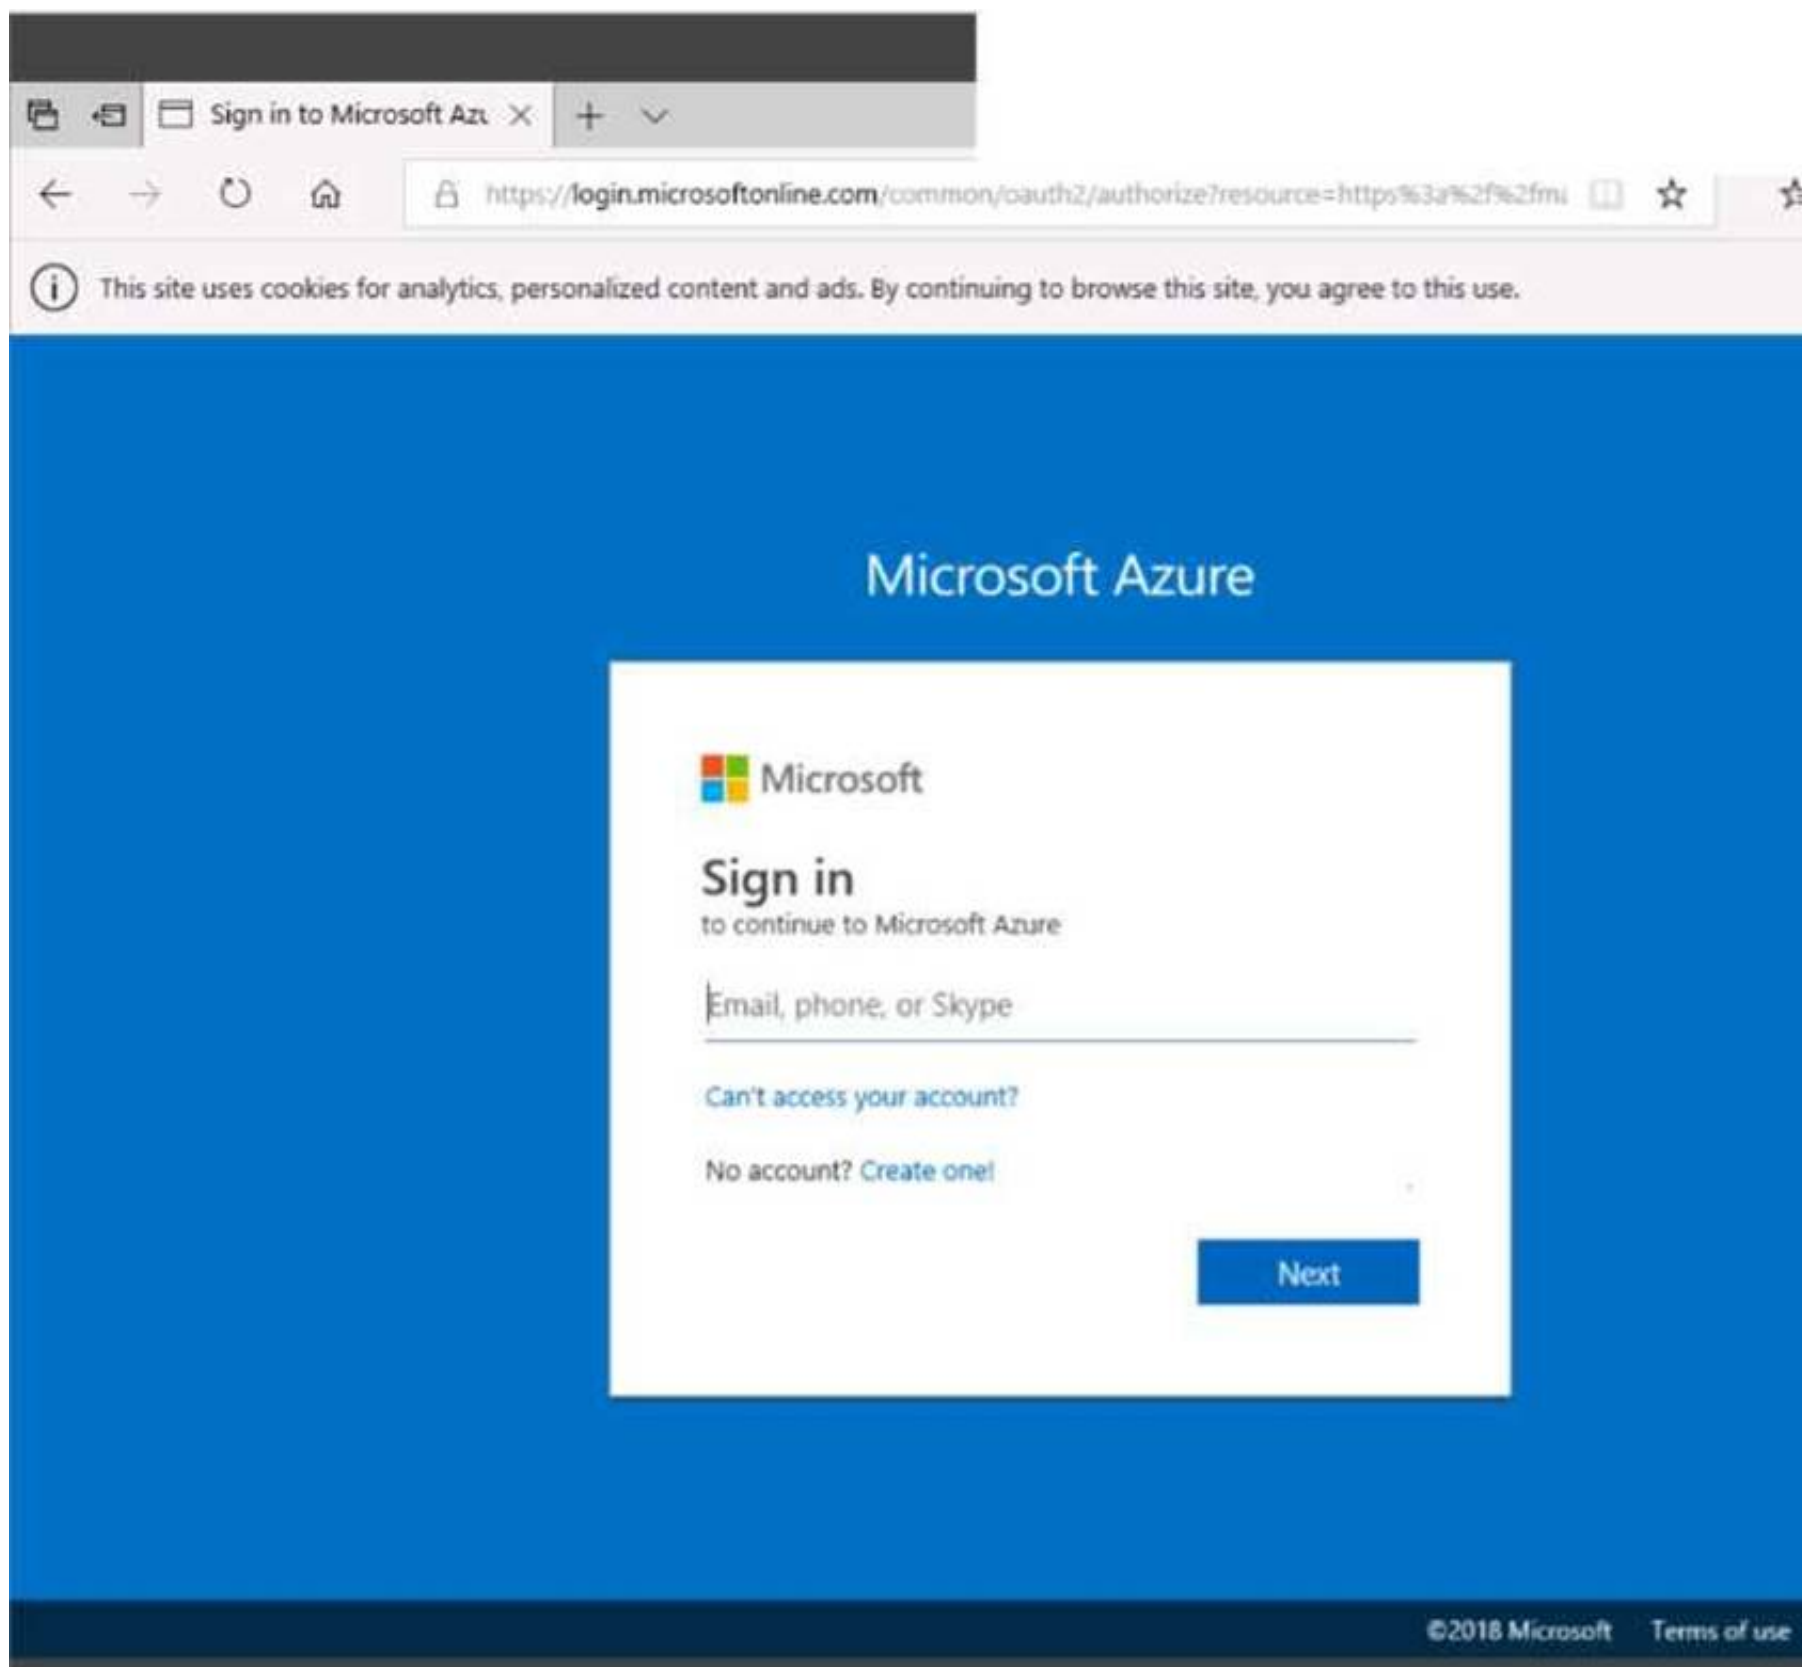 Sign in to Microsoft Azu
https://login.microsoftonline.com/common/oauth2/authorize?resource=https%3a%2f%2fm
This site uses cookies for analytics, personalized content and ads. By continuing to browse this site, you agree to this use.
Microsoft Azure
Microsoft
Sign in
to continue to Microsoft Azure
Email, phone, or Skype
Can't access your account?
No account? Create one!
Next
©2018 Microsoft Terms of use